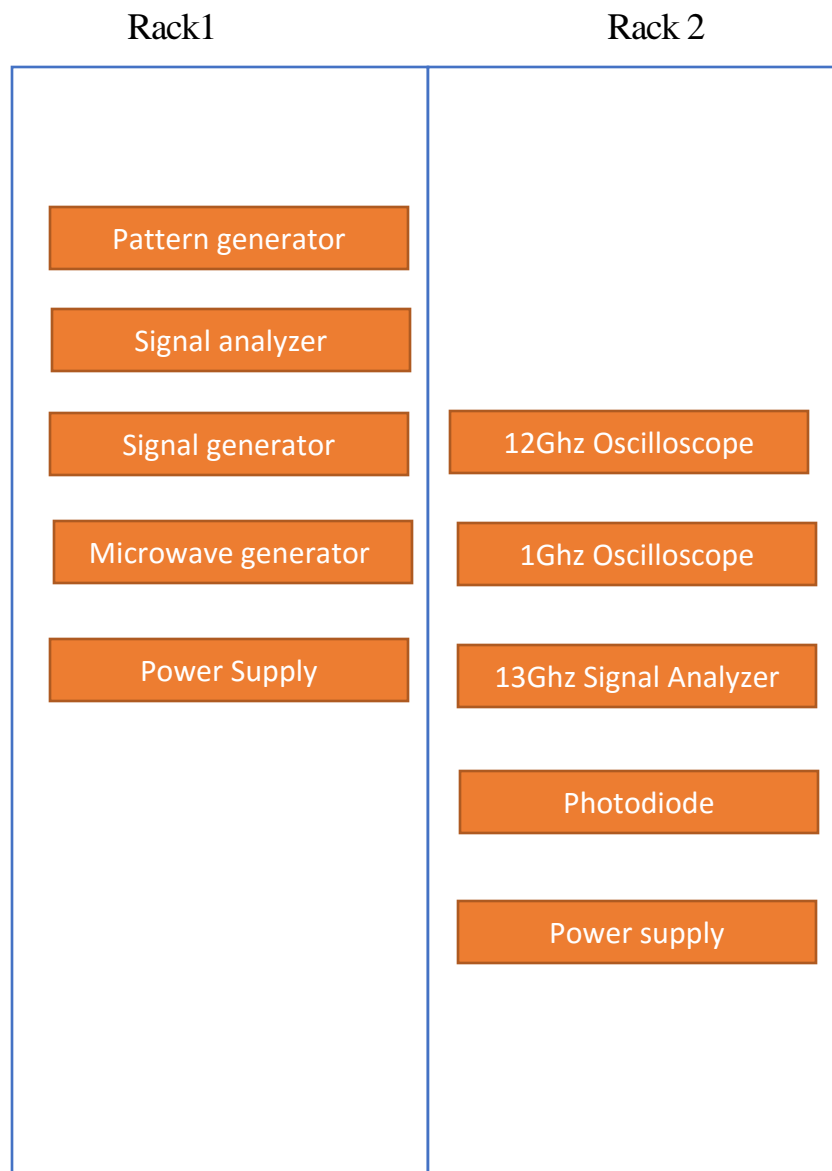 Rack1
Rack 2
Pattern generator
Signal analyzer
Signal generator
Microwave generator
Power Supply
12Ghz Oscilloscope
1Ghz Oscilloscope
13Ghz Signal Analyzer
Photodiode
Power supply